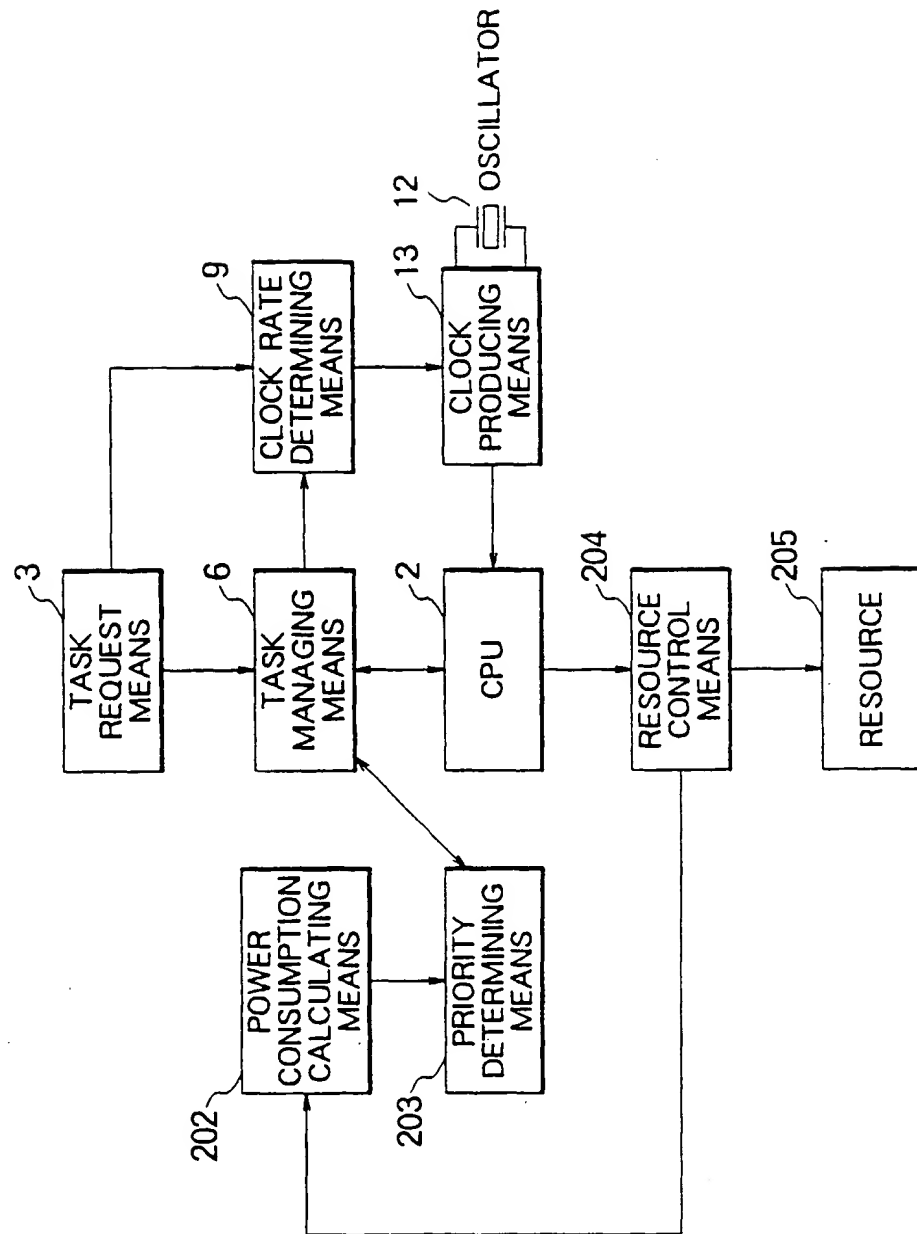 3
TASK
REQUEST
MEANS
9
CLOCK RATE
DETERMINING
MEANS
6
TASK
MANAGING
MEANS
202
POWER
CONSUMPTION
CALCULATING
MEANS
12
OSCILLATOR
13
CLOCK
PRODUCING
MEANS
2
CPU
203
PRIORITY
DETERMINING
MEANS
204
RESOURCE
CONTROL
MEANS
205
RESOURCE